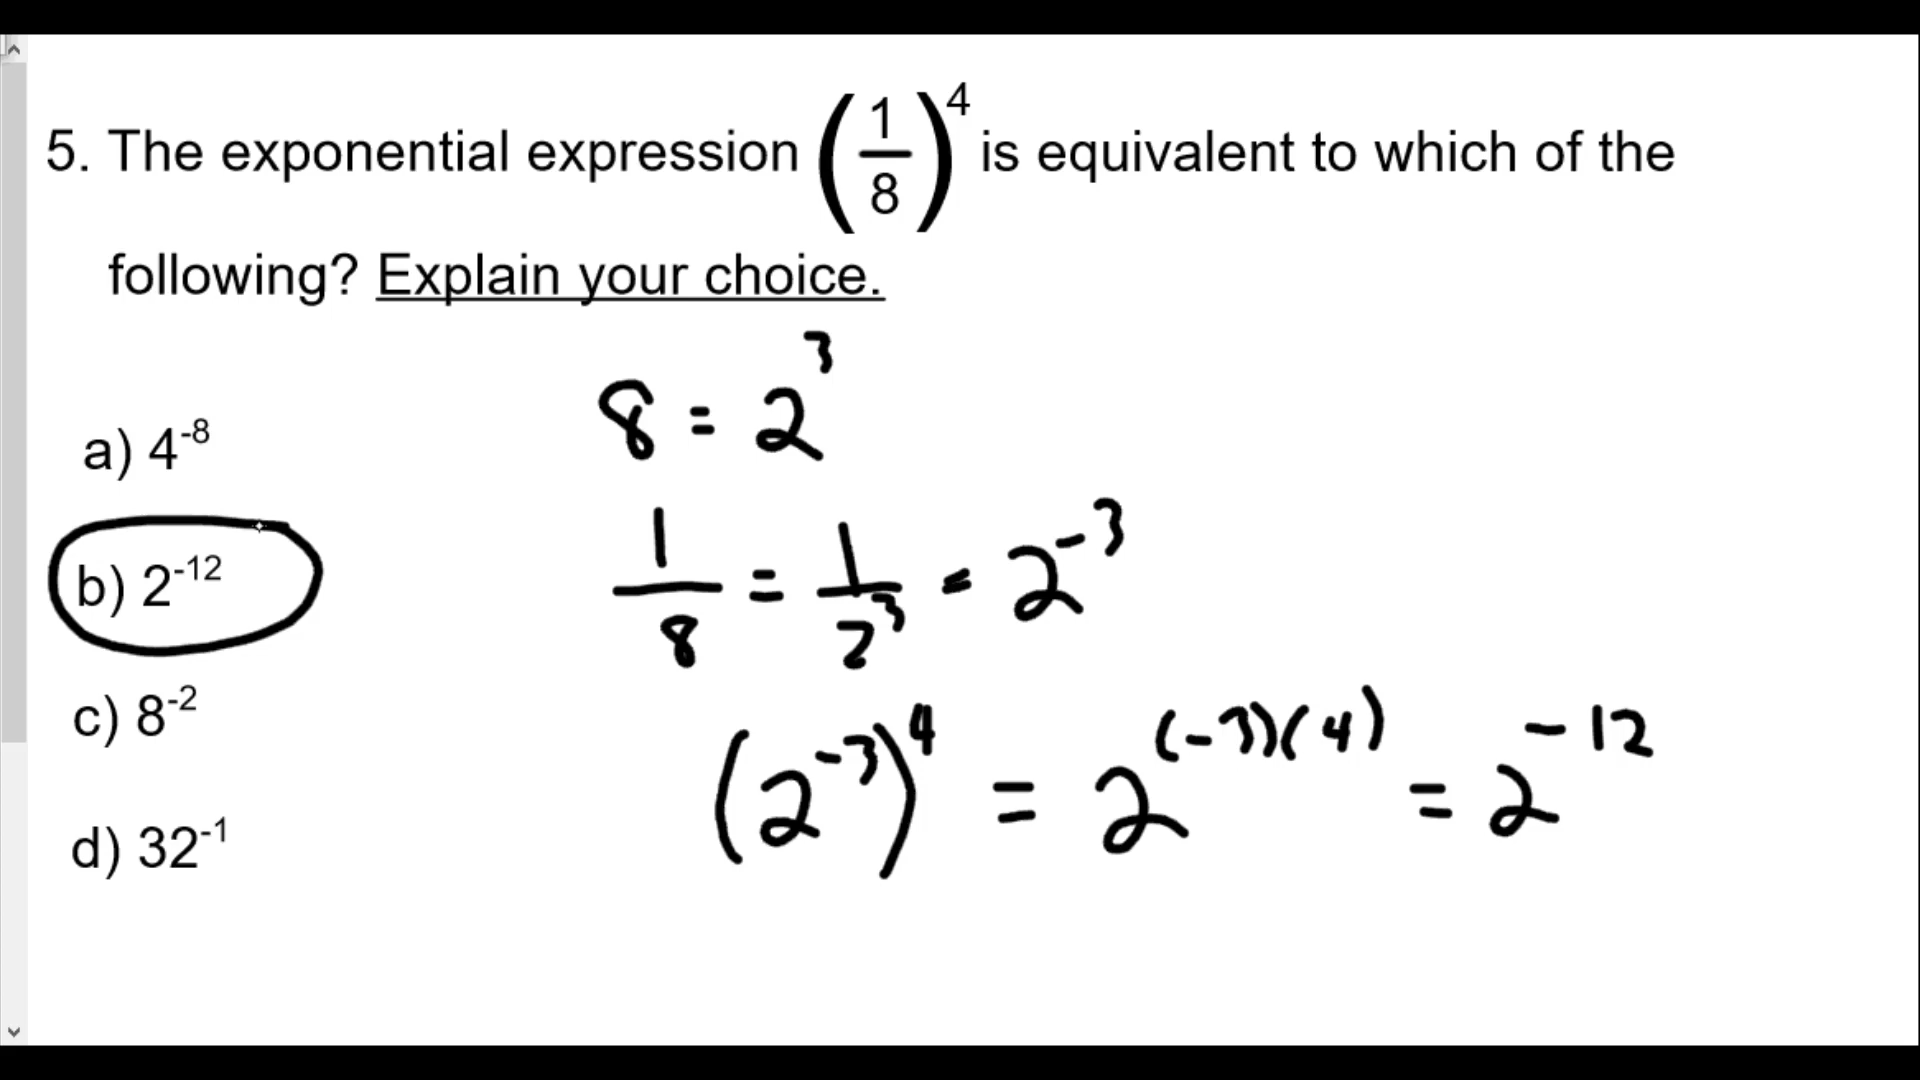 5. The exponential expression (1/8)^4 is equivalent to which of the
following? Explain your choice.
8 = 2^3
a) 4^-8
1/8 = 1/2^3 = 2^-3
b) 2^-12
c) 8^-2
(2^-3)^4 = 2^(-3)(4) = 2^-12
d) 32^-1